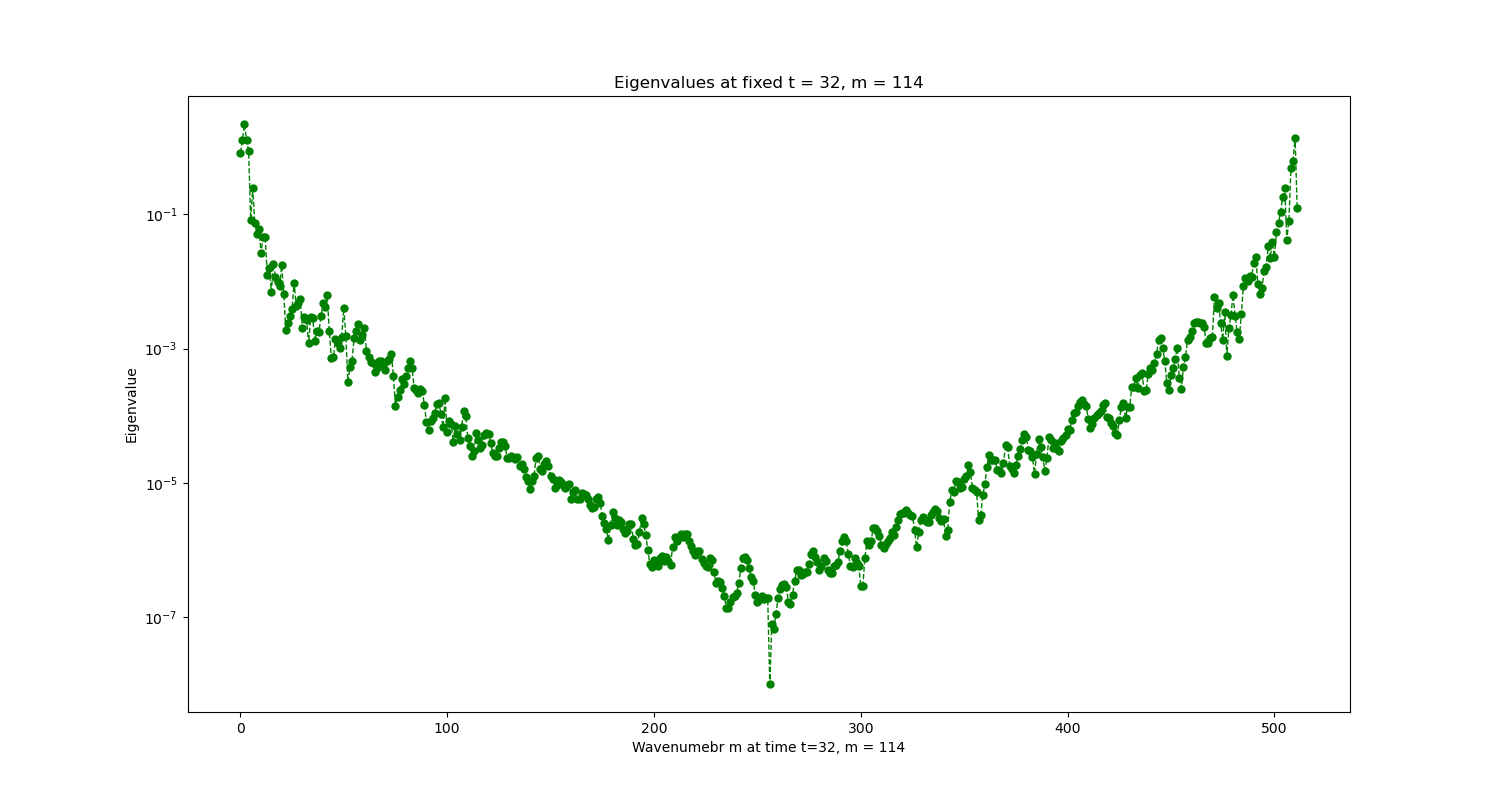 Eigenvalues at fixed t = 32, m = 114
Eigenvalue
10⁻¹
10⁻³
10⁻⁵
10⁻⁷
0 100 200 300 400 500
Wavenumebr m at time t=32, m = 114